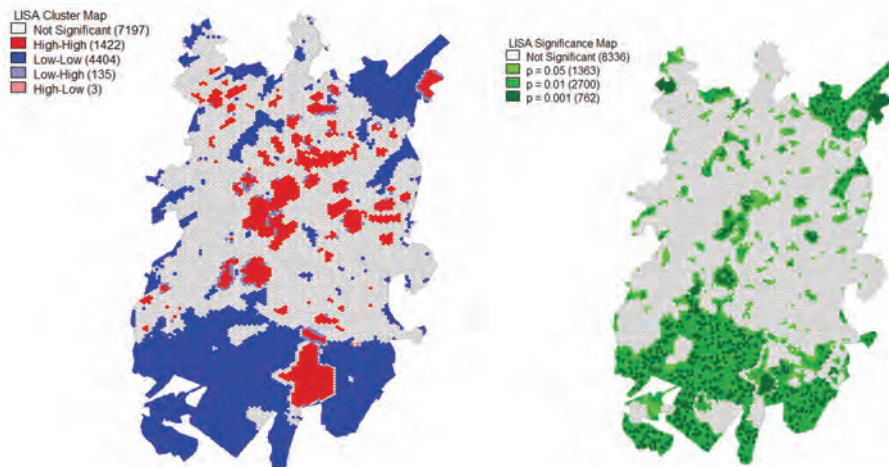 LISA Cluster Map
Not Significant (7197)
High-High (1422)
Low-Low (4404)
Low-High (135)
High-Low (3)
LISA Significance Map
Not Significant (8336)
p = 0.05 (1363)
p = 0.01 (2700)
p = 0.001 (762)